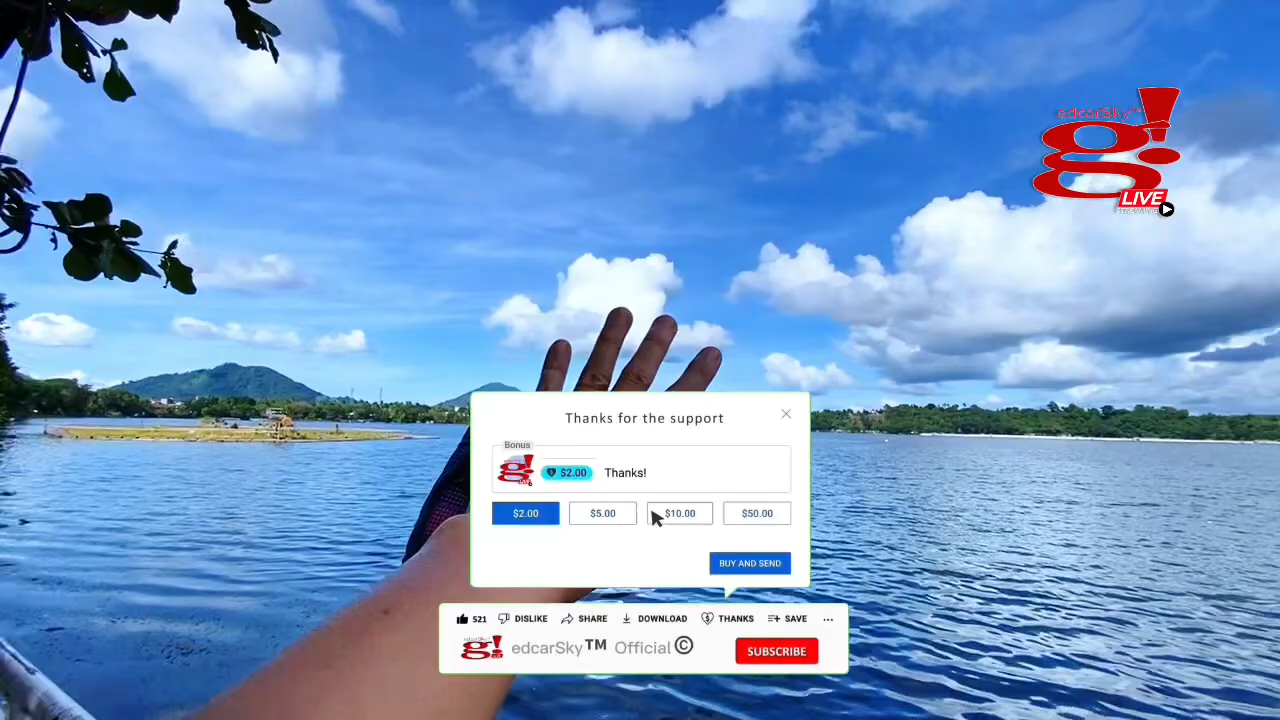 edcarSky™
g!
LIVE
Thanks for the support
Bonus
$2.00 Thanks!
$2.00 $5.00 $10.00 $50.00
BUY AND SEND
521 DISLIKE SHARE DOWNLOAD THANKS SAVE ...
g! edcarSky™ Official ©
SUBSCRIBE